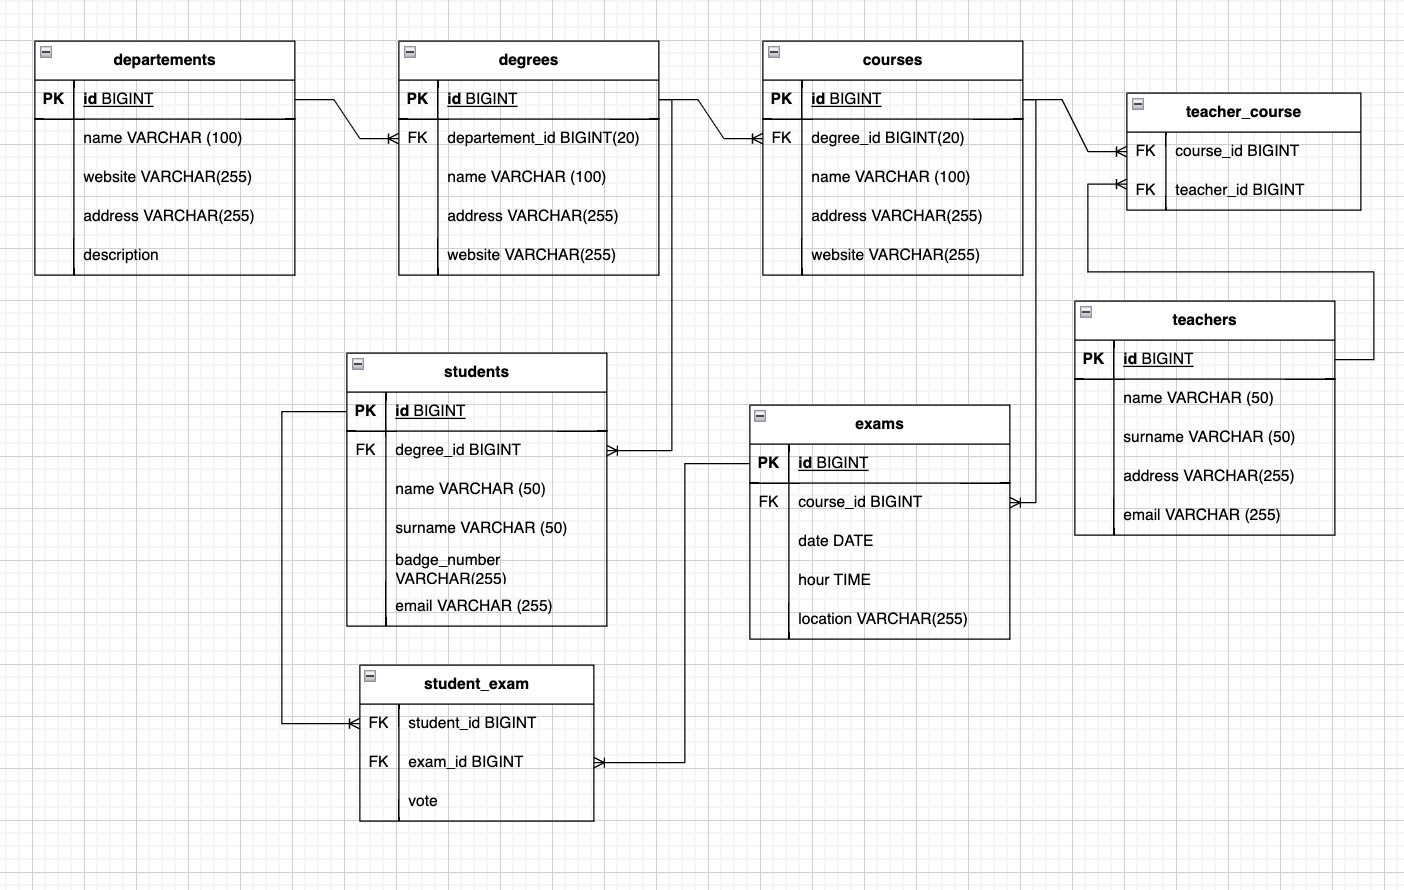 departements
PK id BIGINT
name VARCHAR (100)
website VARCHAR(255)
address VARCHAR(255)
description
degrees
PK id BIGINT
FK departement_id BIGINT(20)
name VARCHAR (100)
address VARCHAR(255)
website VARCHAR(255)
courses
PK id BIGINT
FK degree_id BIGINT(20)
name VARCHAR (100)
address VARCHAR(255)
website VARCHAR(255)
teacher_course
FK course_id BIGINT
FK teacher_id BIGINT
teachers
PK id BIGINT
name VARCHAR (50)
surname VARCHAR (50)
address VARCHAR(255)
email VARCHAR (255)
students
PK id BIGINT
FK degree_id BIGINT
name VARCHAR (50)
surname VARCHAR (50)
badge_number
VARCHAR(255)
email VARCHAR (255)
exams
PK id BIGINT
FK course_id BIGINT
date DATE
hour TIME
location VARCHAR(255)
student_exam
FK student_id BIGINT
FK exam_id BIGINT
vote